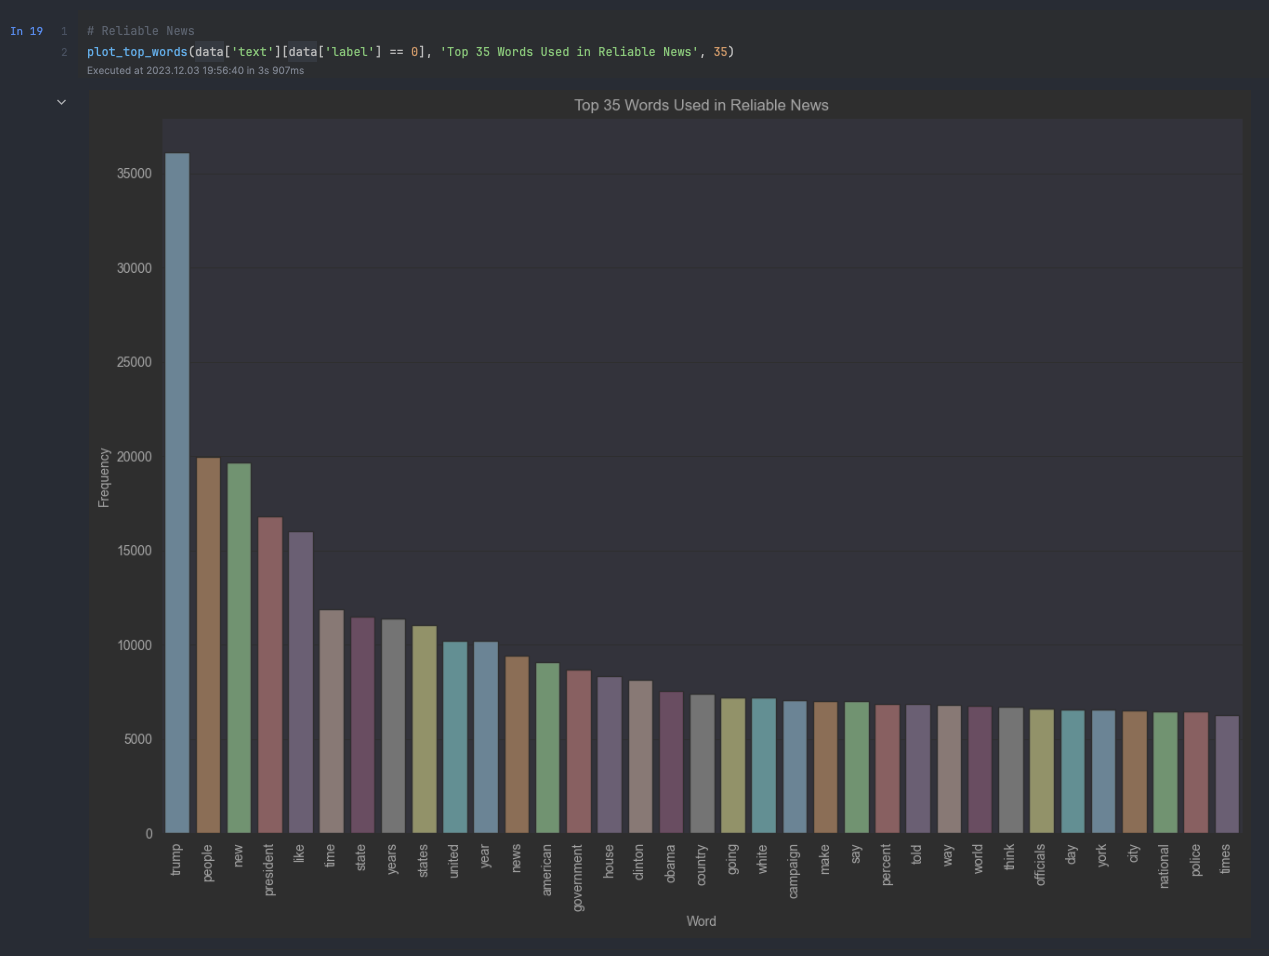 In 19
1 # Reliable News
2 plot_top_words(data['text'][data['label'] == 0], 'Top 35 Words Used in Reliable News', 35)
Executed at 2023.12.03 19:56:40 in 3s 907ms
Top 35 Words Used in Reliable News
35000
30000
25000
20000
15000
10000
5000
0
Frequency
trump
people
new
president
like
time
state
years
states
united
year
news
american
government
house
clinton
obama
country
going
white
campaign
make
say
percent
told
way
world
think
officials
day
york
city
national
police
times
Word